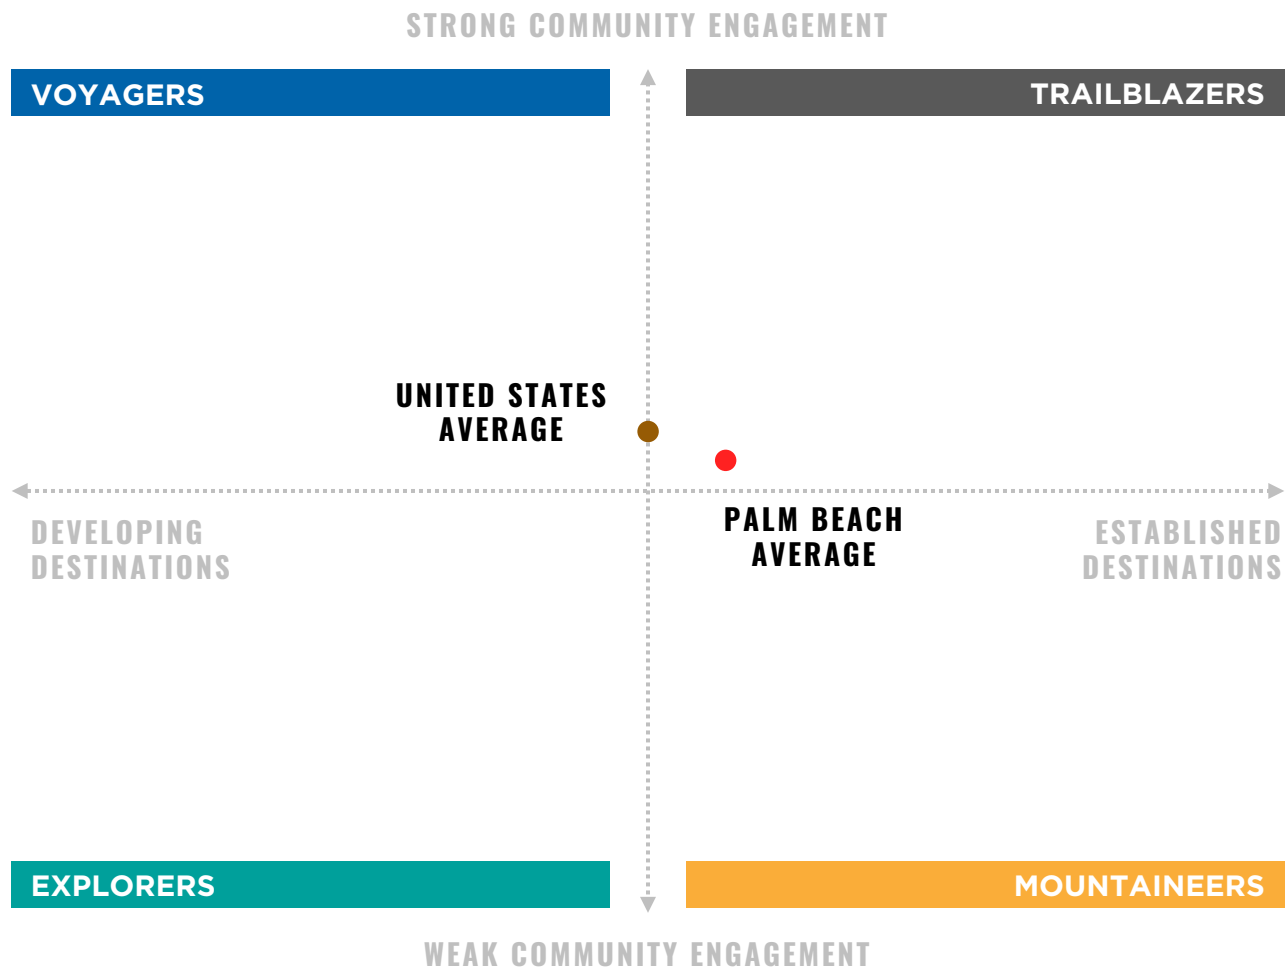 STRONG COMMUNITY ENGAGEMENT
VOYAGERS
TRAILBLAZERS
UNITED STATES
AVERAGE
DEVELOPING
DESTINATIONS
PALM BEACH
AVERAGE
ESTABLISHED
DESTINATIONS
EXPLORERS
MOUNTAINEERS
WEAK COMMUNITY ENGAGEMENT